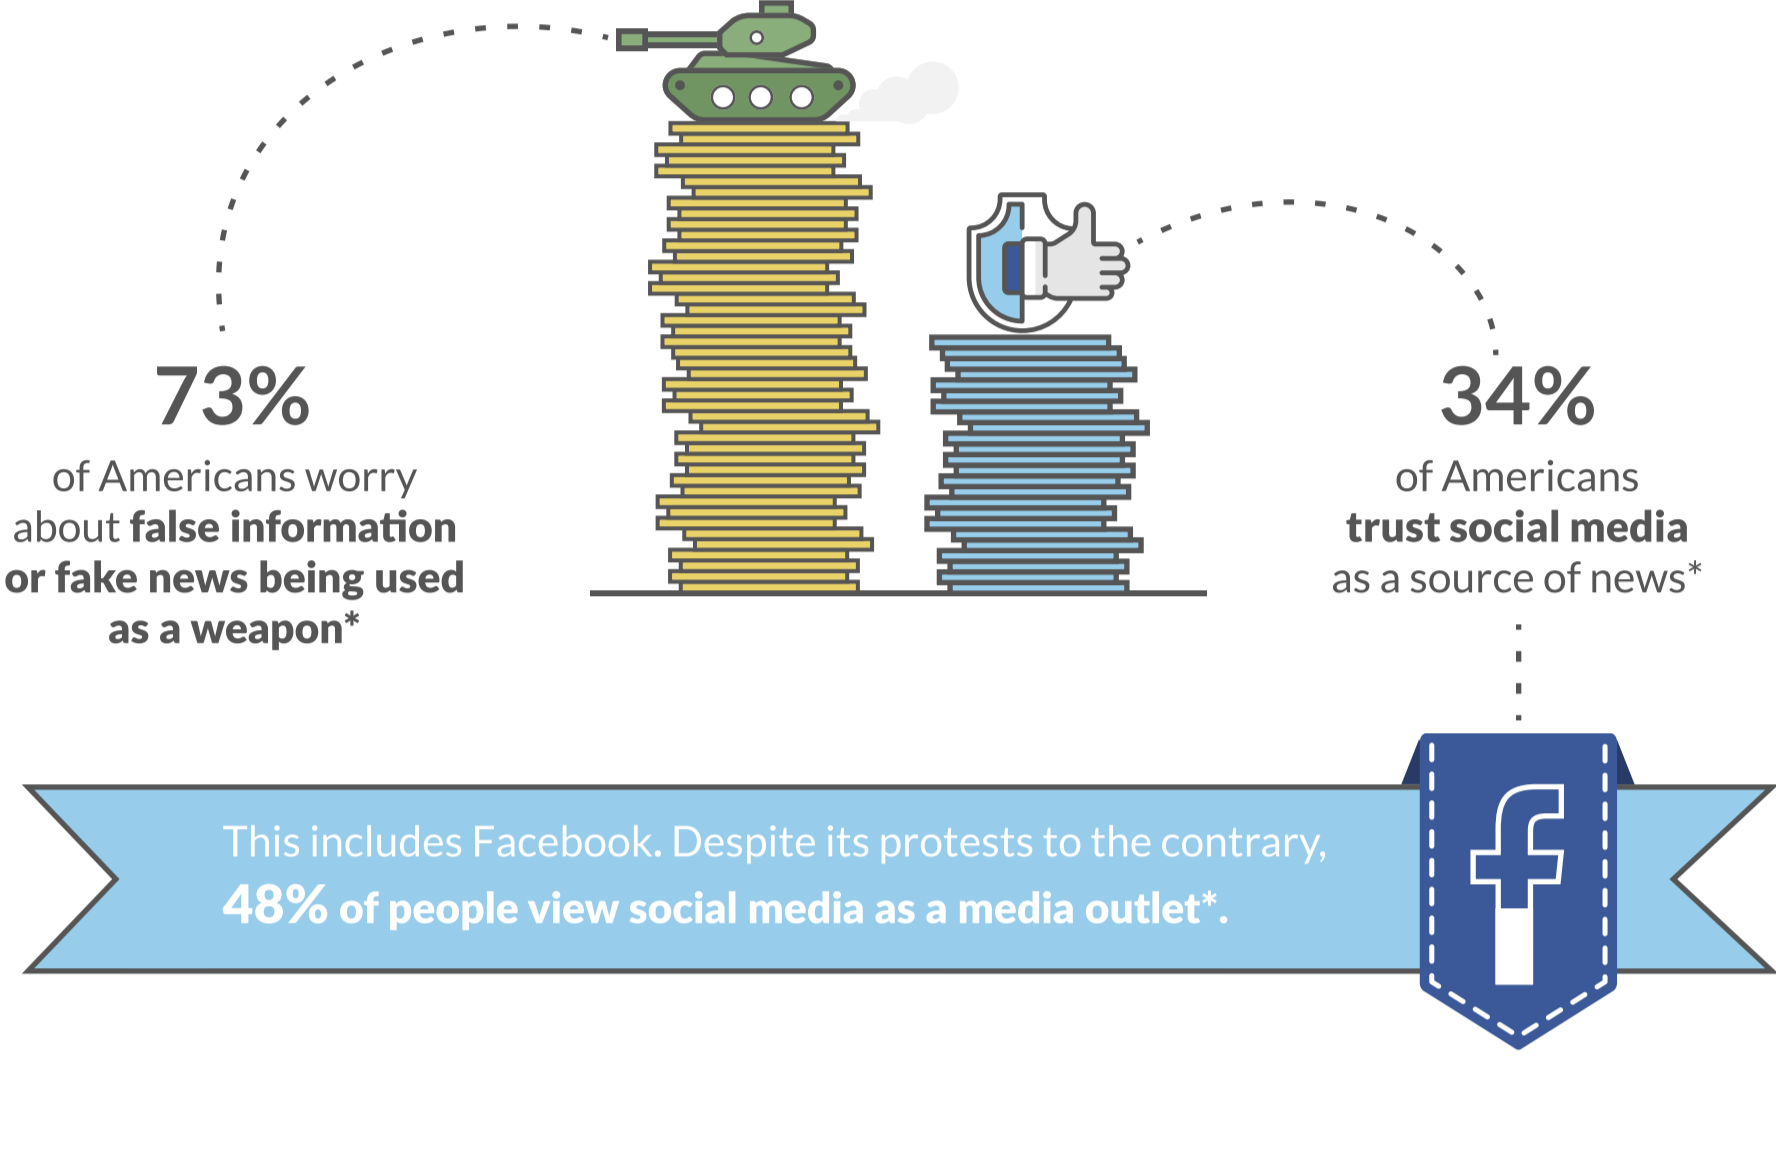 73%
of Americans worry
about false information
or fake news being used
as a weapon*
34%
of Americans
trust social media
as a source of news*
This includes Facebook. Despite its protests to the contrary,
48% of people view social media as a media outlet*.
f